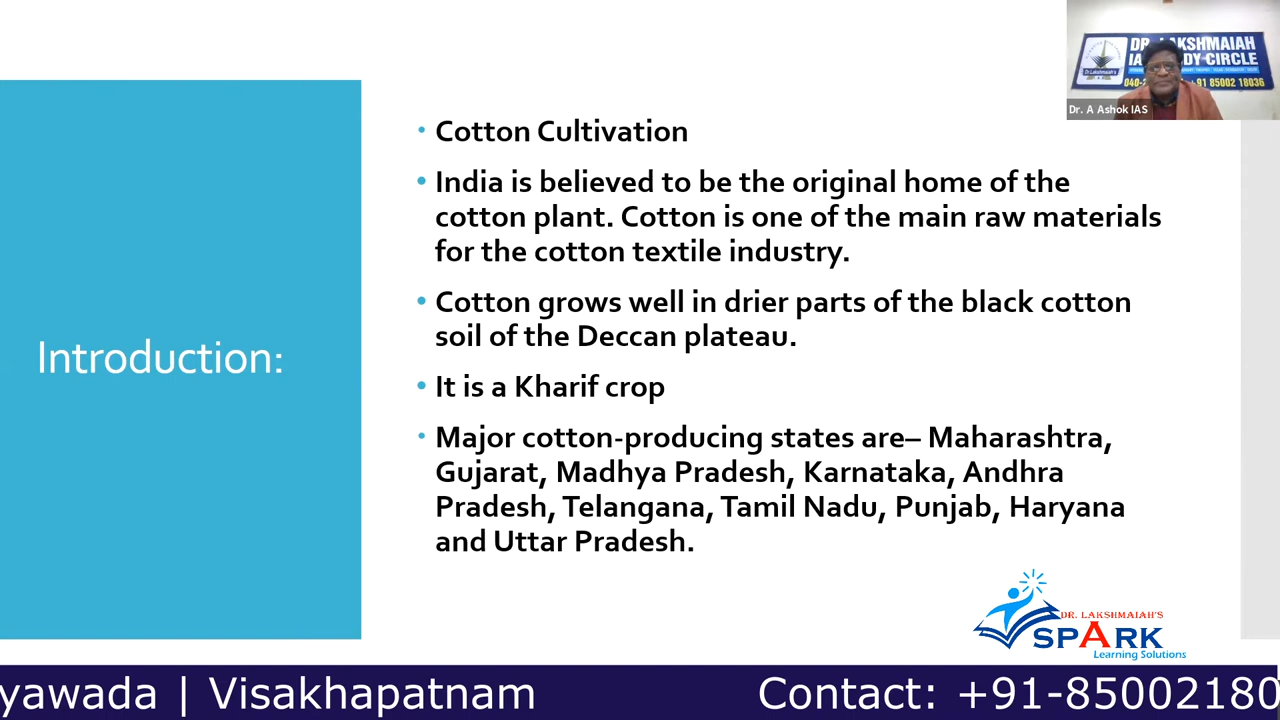 DR. LAKSHMAIAH
IAS STUDY CIRCLE
+91 85002 18036
Dr. A Ashok IAS
Introduction:
• Cotton Cultivation
• India is believed to be the original home of the
cotton plant. Cotton is one of the main raw materials
for the cotton textile industry.
• Cotton grows well in drier parts of the black cotton
soil of the Deccan plateau.
• It is a Kharif crop
• Major cotton-producing states are– Maharashtra,
Gujarat, Madhya Pradesh, Karnataka, Andhra
Pradesh, Telangana, Tamil Nadu, Punjab, Haryana
and Uttar Pradesh.
DR. LAKSHMAIAH'S
SPARK
Learning Solutions
yawada | Visakhapatnam Contact: +91-85002180